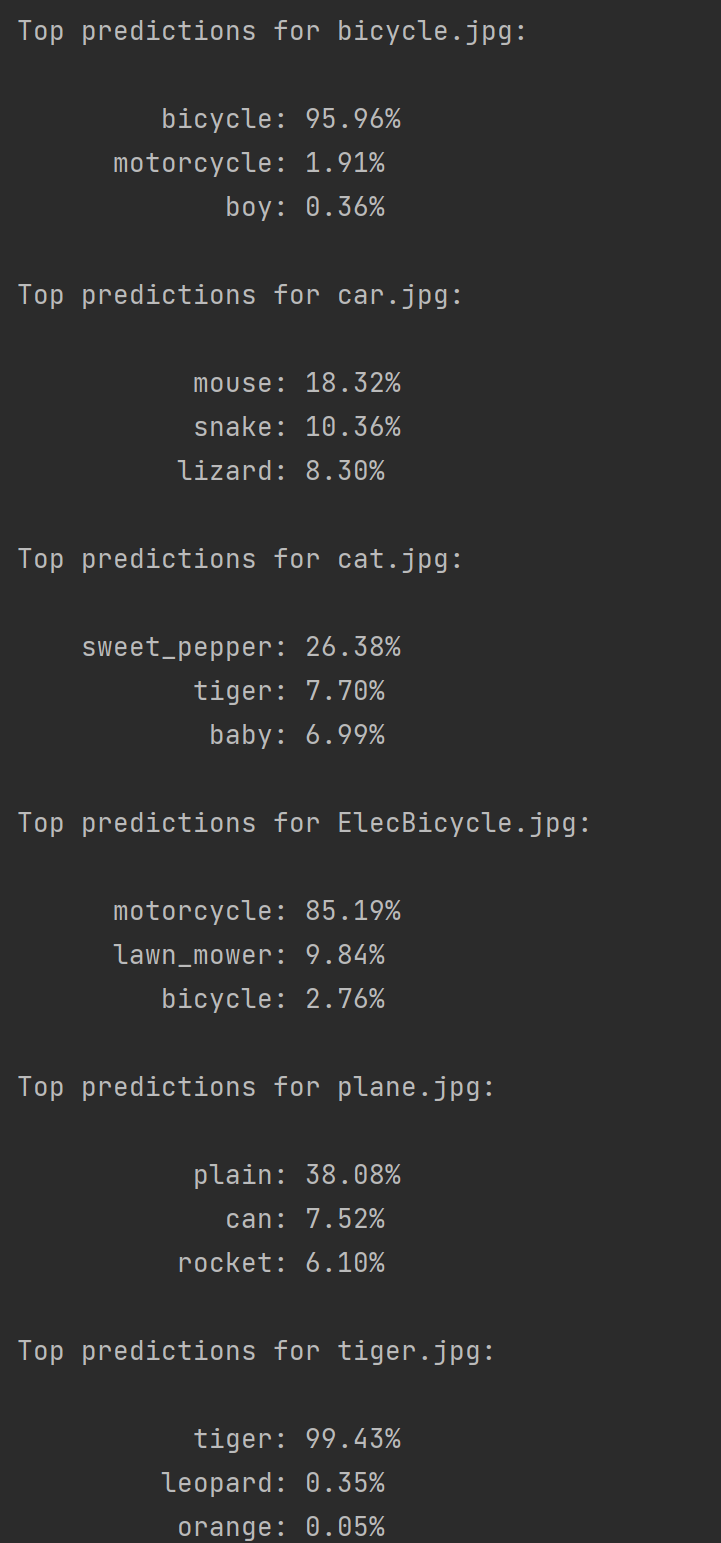 Top predictions for bicycle.jpg:
bicycle: 95.96%
motorcycle: 1.91%
boy: 0.36%
Top predictions for car.jpg:
mouse: 18.32%
snake: 10.36%
lizard: 8.30%
Top predictions for cat.jpg:
sweet_pepper: 26.38%
tiger: 7.70%
baby: 6.99%
Top predictions for ElecBicycle.jpg:
motorcycle: 85.19%
lawn_mower: 9.84%
bicycle: 2.76%
Top predictions for plane.jpg:
plain: 38.08%
can: 7.52%
rocket: 6.10%
Top predictions for tiger.jpg:
tiger: 99.43%
leopard: 0.35%
orange: 0.05%